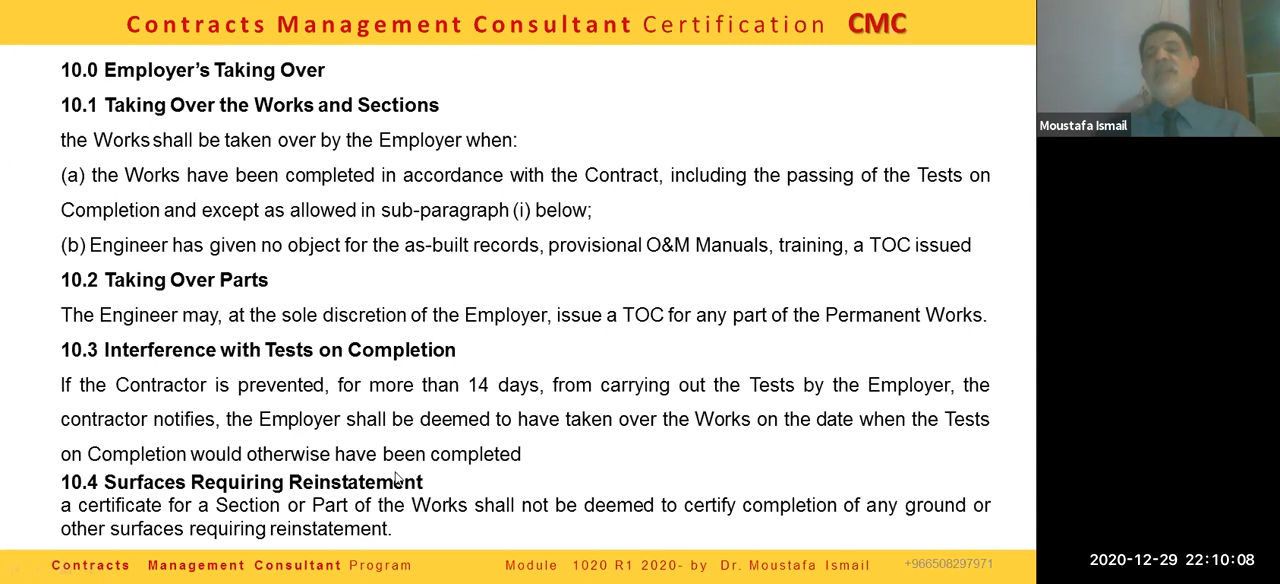 Contracts Management Consultant Certification CMC
10.0 Employer's Taking Over
10.1 Taking Over the Works and Sections
the Works shall be taken over by the Employer when:
(a) the Works have been completed in accordance with the Contract, including the passing of the Tests on
Completion and except as allowed in sub-paragraph (i) below;
(b) Engineer has given no object for the as-built records, provisional O&M Manuals, training, a TOC issued
10.2 Taking Over Parts
The Engineer may, at the sole discretion of the Employer, issue a TOC for any part of the Permanent Works.
10.3 Interference with Tests on Completion
If the Contractor is prevented, for more than 14 days, from carrying out the Tests by the Employer, the
contractor notifies, the Employer shall be deemed to have taken over the Works on the date when the Tests
on Completion would otherwise have been completed
10.4 Surfaces Requiring Reinstatement
a certificate for a Section or Part of the Works shall not be deemed to certify completion of any ground or
other surfaces requiring reinstatement.
Contracts Management Consultant Program Module 1020 R1 2020- by Dr. Moustafa Ismail +966508297971
Moustafa Ismail
2020-12-29 22:10:08